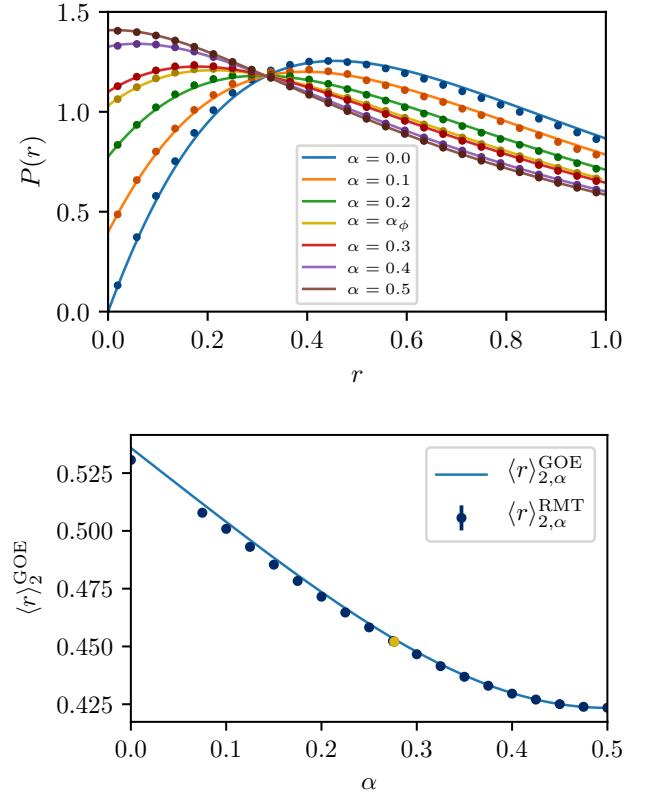 1.5
1.0
0.5
0.0
P(r)
α = 0.0
α = 0.1
α = 0.2
α = α_ϕ
α = 0.3
α = 0.4
α = 0.5
0.0 0.2 0.4 0.6 0.8 1.0
r
0.525
0.500
0.475
0.450
0.425
⟨r⟩_2^GOE
⟨r⟩_{2,α}^GOE
⟨r⟩_{2,α}^RMT
0.0 0.1 0.2 0.3 0.4 0.5
α